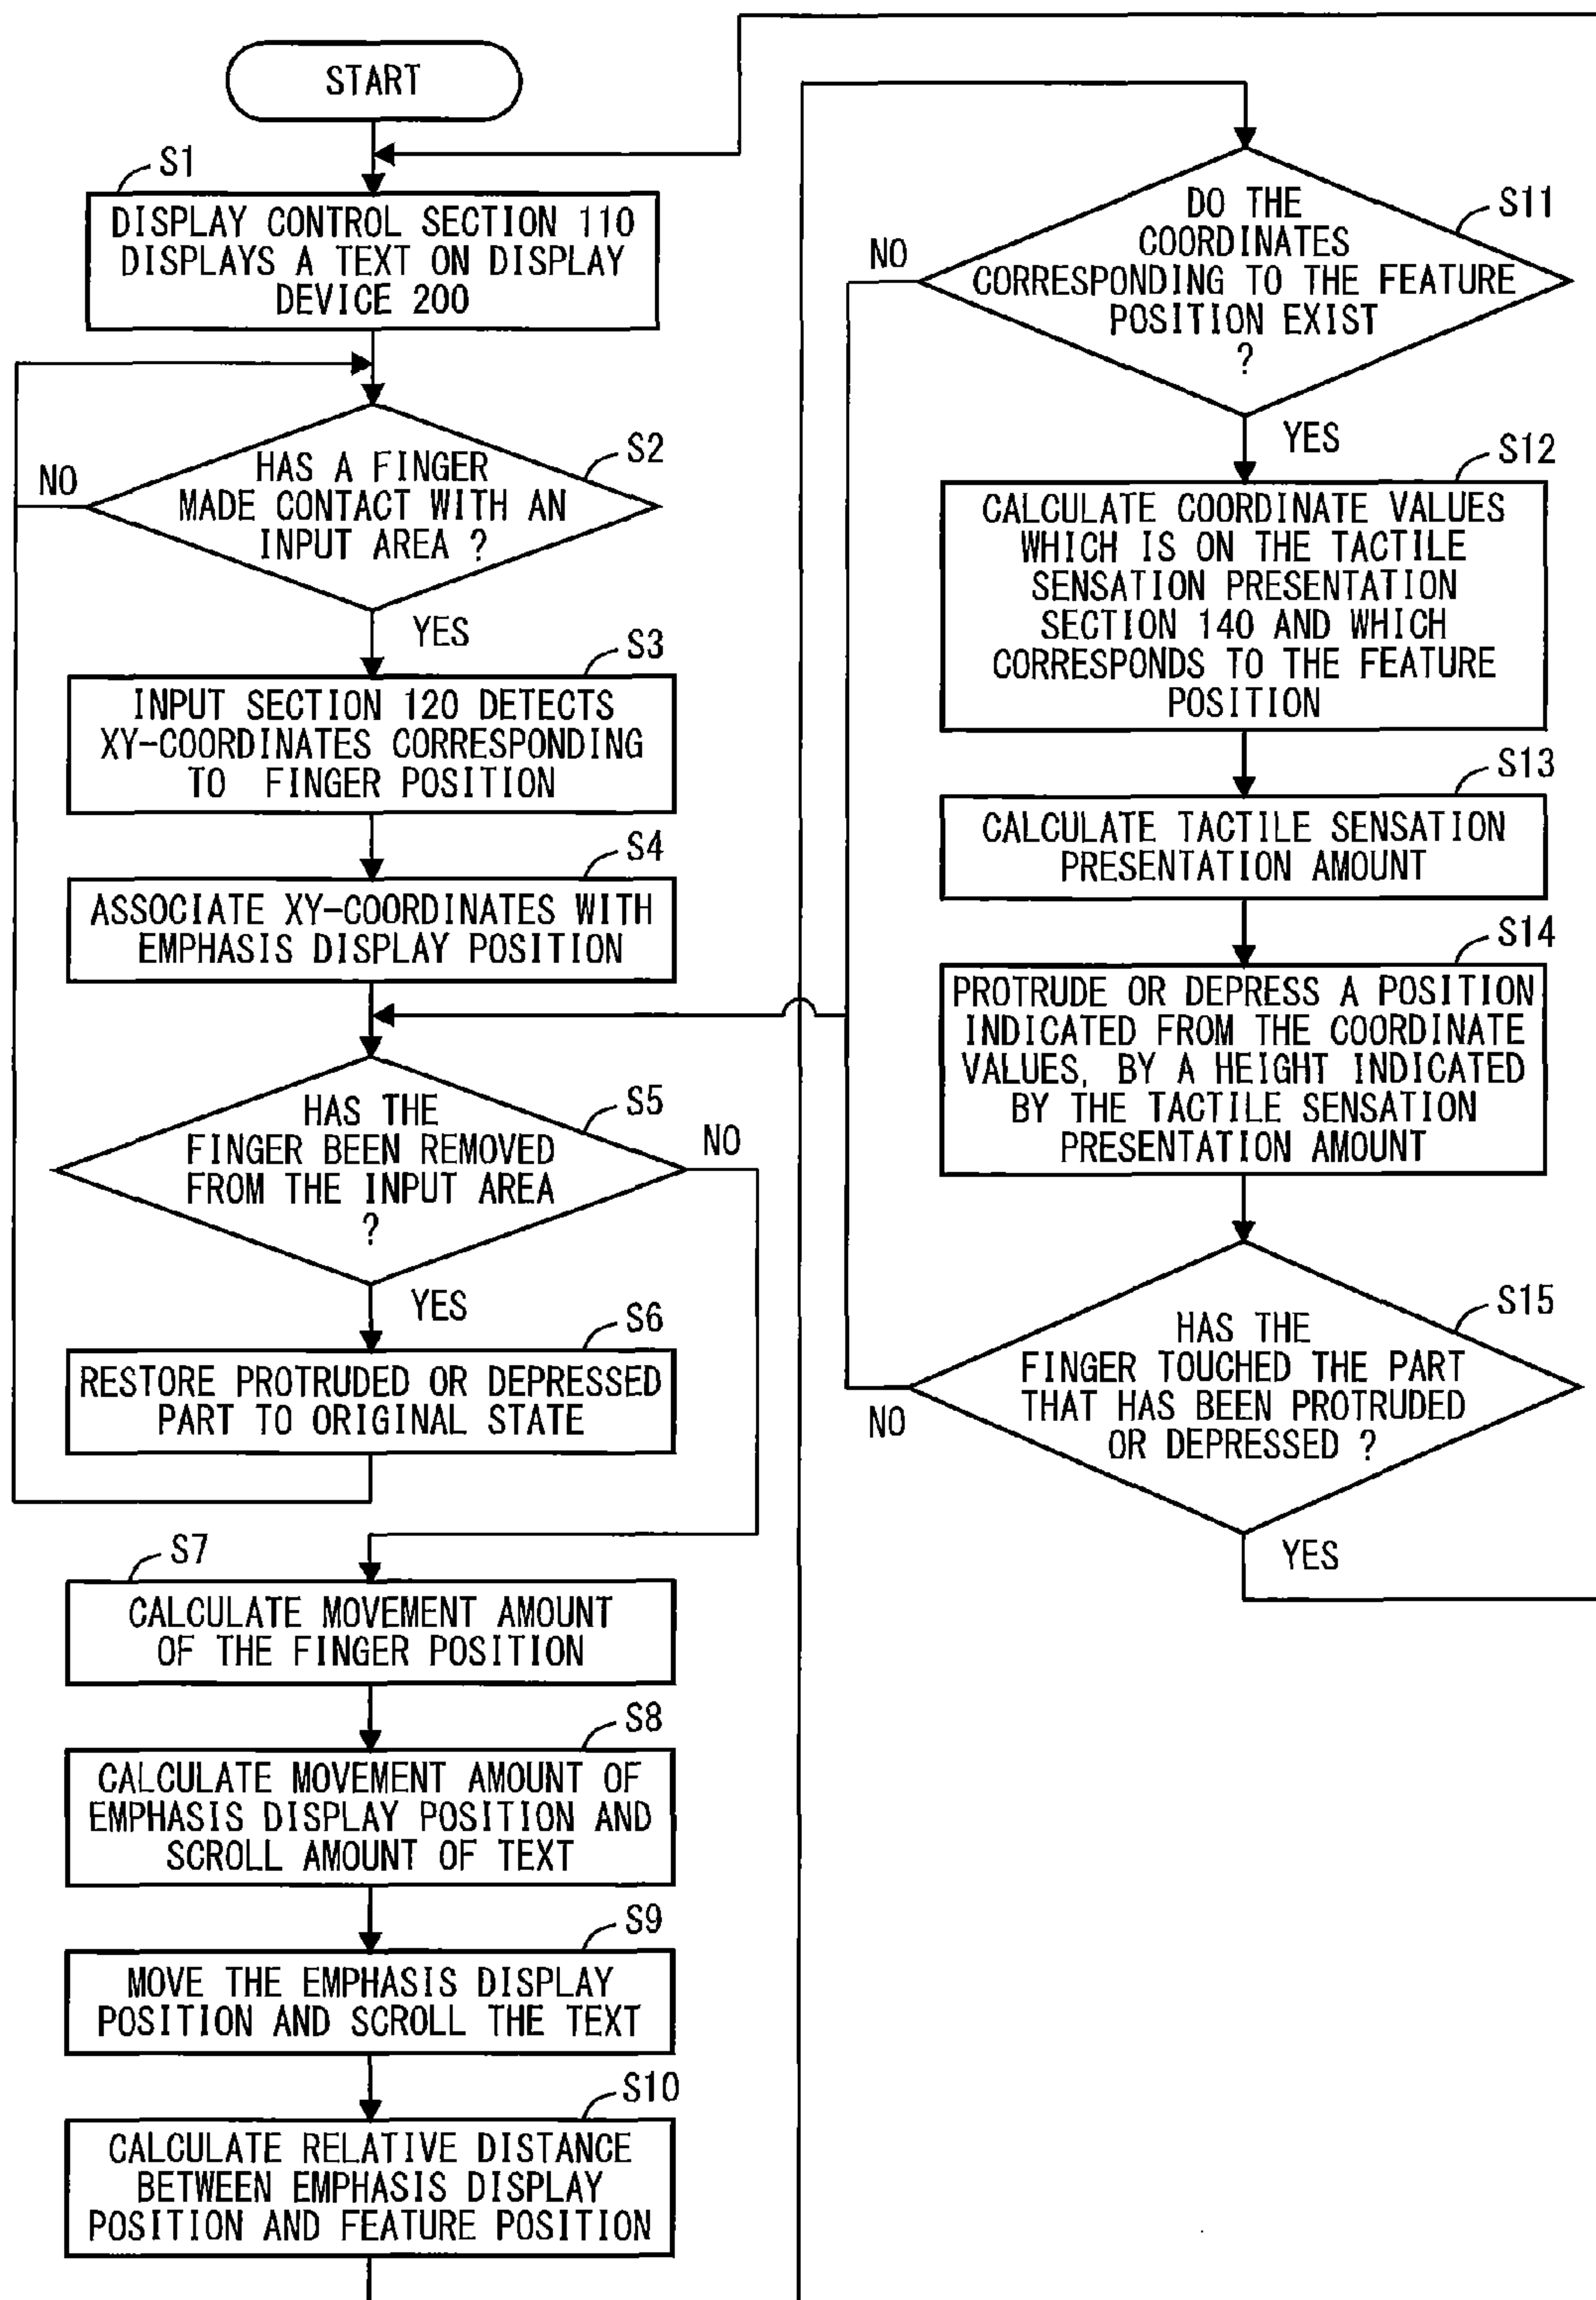 START
S1
DISPLAY CONTROL SECTION 110
DISPLAYS A TEXT ON DISPLAY
DEVICE 200
S2
HAS A FINGER
MADE CONTACT WITH AN
INPUT AREA ?
NO
YES
S3
INPUT SECTION 120 DETECTS
XY-COORDINATES CORRESPONDING
TO FINGER POSITION
S4
ASSOCIATE XY-COORDINATES WITH
EMPHASIS DISPLAY POSITION
S5
HAS THE
FINGER BEEN REMOVED
FROM THE INPUT AREA
?
NO
YES
S6
RESTORE PROTRUDED OR DEPRESSED
PART TO ORIGINAL STATE
S7
CALCULATE MOVEMENT AMOUNT
OF THE FINGER POSITION
S8
CALCULATE MOVEMENT AMOUNT OF
EMPHASIS DISPLAY POSITION AND
SCROLL AMOUNT OF TEXT
S9
MOVE THE EMPHASIS DISPLAY
POSITION AND SCROLL THE TEXT
S10
CALCULATE RELATIVE DISTANCE
BETWEEN EMPHASIS DISPLAY
POSITION AND FEATURE POSITION
S11
DO THE
COORDINATES
CORRESPONDING TO THE FEATURE
POSITION EXIST
?
NO
YES
S12
CALCULATE COORDINATE VALUES
WHICH IS ON THE TACTILE
SENSATION PRESENTATION
SECTION 140 AND WHICH
CORRESPONDS TO THE FEATURE
POSITION
S13
CALCULATE TACTILE SENSATION
PRESENTATION AMOUNT
S14
PROTRUDE OR DEPRESS A POSITION
INDICATED FROM THE COORDINATE
VALUES, BY A HEIGHT INDICATED
BY THE TACTILE SENSATION
PRESENTATION AMOUNT
S15
HAS THE
FINGER TOUCHED THE PART
THAT HAS BEEN PROTRUDED
OR DEPRESSED ?
NO
YES